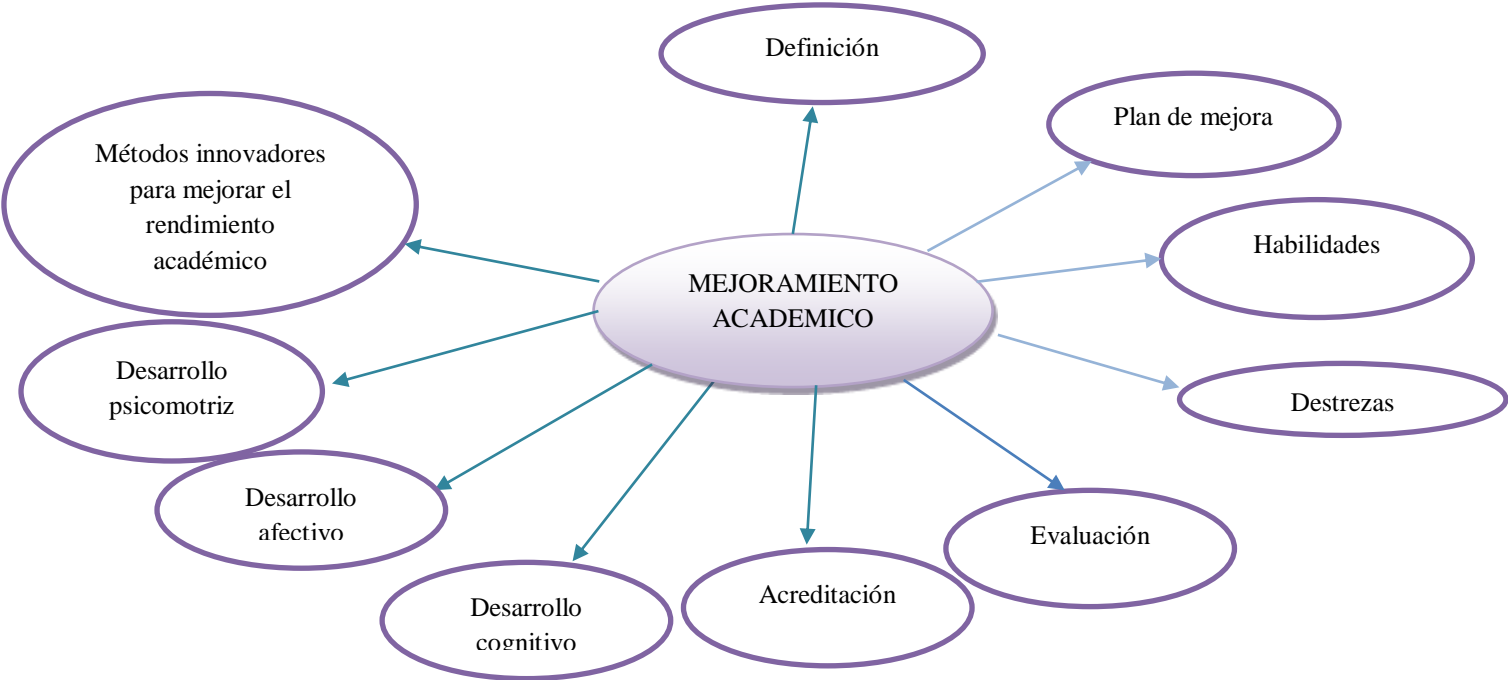 Definición
Plan de mejora
Métodos innovadores
para mejorar el
rendimiento
académico
Habilidades
MEJORAMIENTO
ACADEMICO
Desarrollo
psicomotriz
Destrezas
Desarrollo
afectivo
Evaluación
Acreditación
Desarrollo
cognitivo